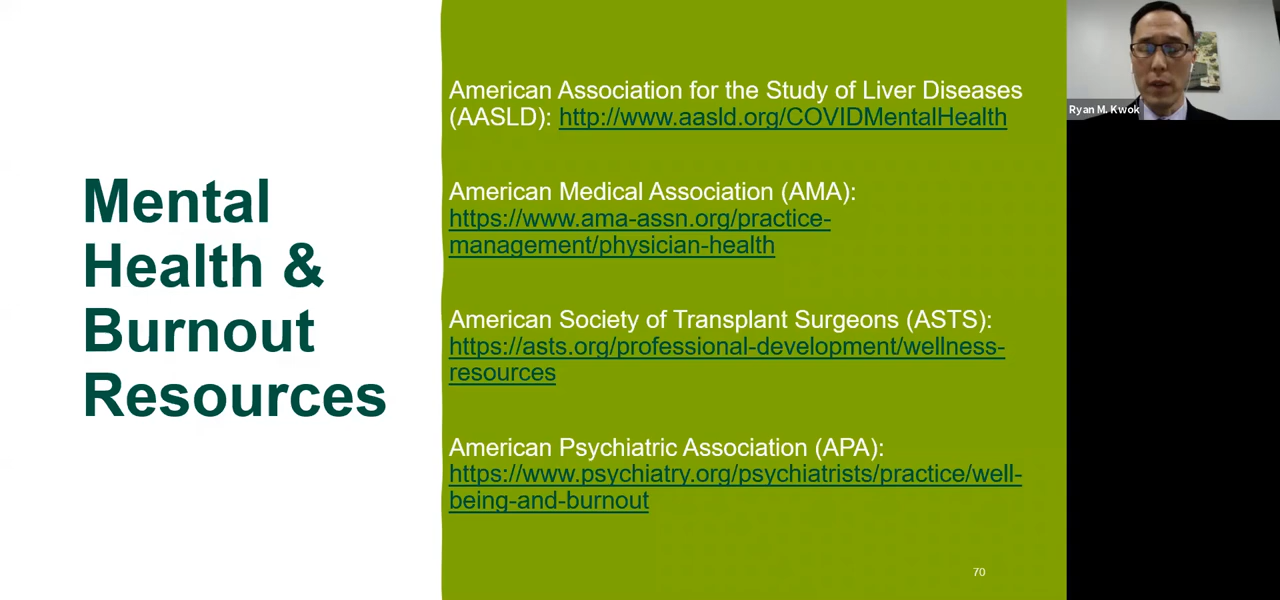 Mental
Health &
Burnout
Resources
American Association for the Study of Liver Diseases
(AASLD): http://www.aasld.org/COVIDMentalHealth
American Medical Association (AMA):
https://www.ama-assn.org/practice-
management/physician-health
American Society of Transplant Surgeons (ASTS):
https://asts.org/professional-development/wellness-
resources
American Psychiatric Association (APA):
https://www.psychiatry.org/psychiatrists/practice/well-
being-and-burnout
70
Ryan M. Kwok